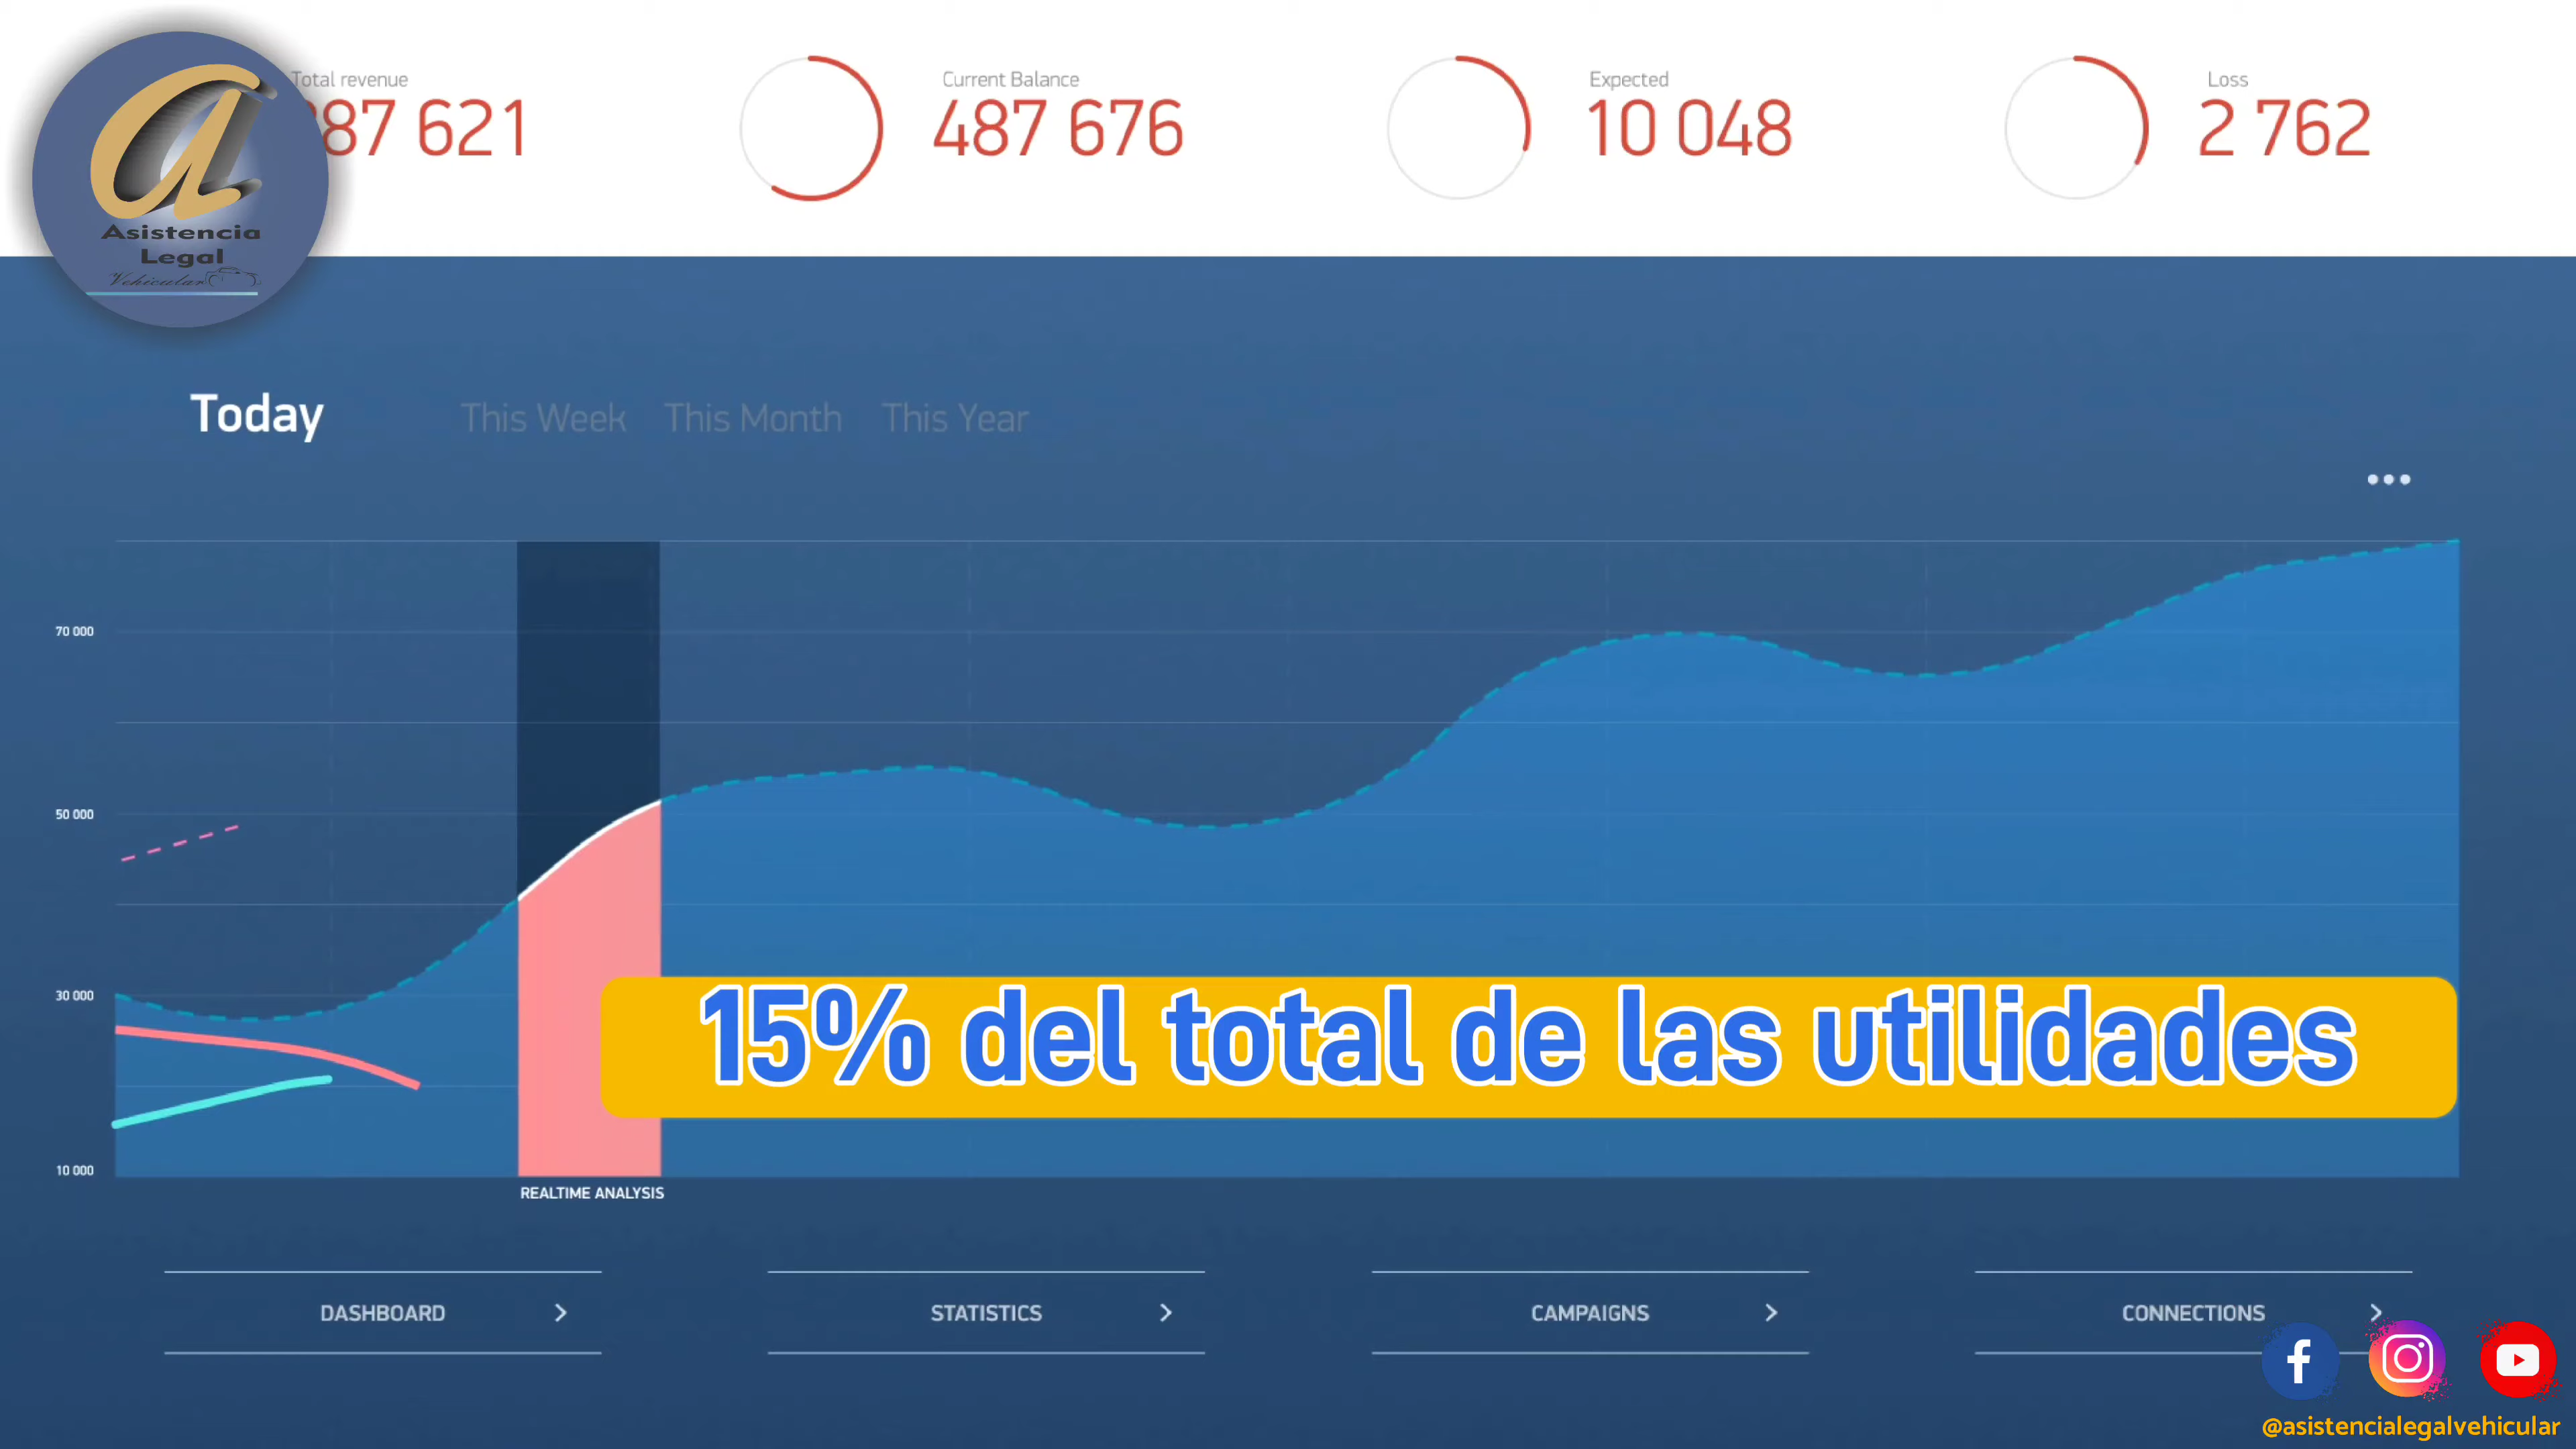 Total revenue
87 621
Current Balance
487 676
Expected
10 048
Loss
2 762
a
Asistencia
Legal
Vehicular
Today
This Week
This Month
This Year
70 000
50 000
30 000
10 000
15% del total de las utilidades
REALTIME ANALYSIS
DASHBOARD
STATISTICS
CAMPAIGNS
CONNECTIONS
@asistencialegalvehicular